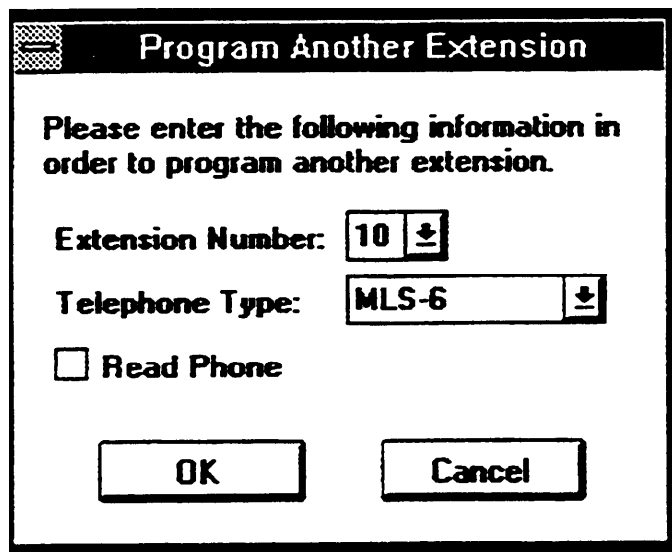 Program Another Extension
Please enter the following information in
order to program another extension.
Extension Number: 10
Telephone Type: MLS-6
Read Phone
OK Cancel